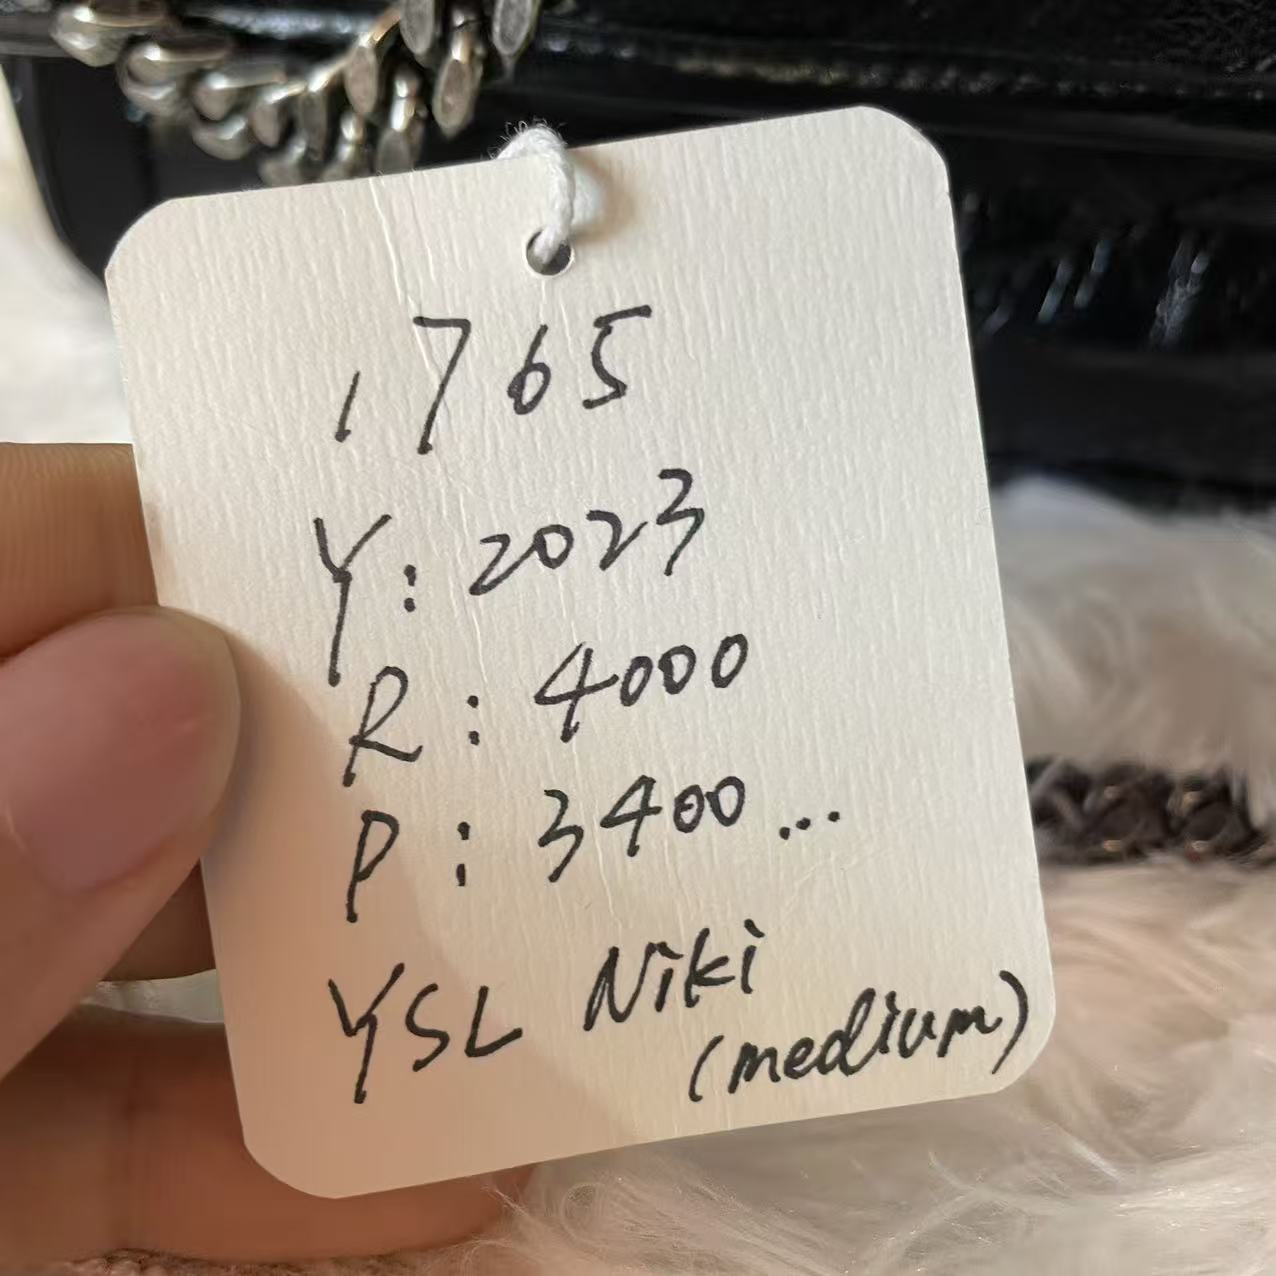 1765
Y: 2023
R: 4000
P: 3400...
YSL Niki
(medium)